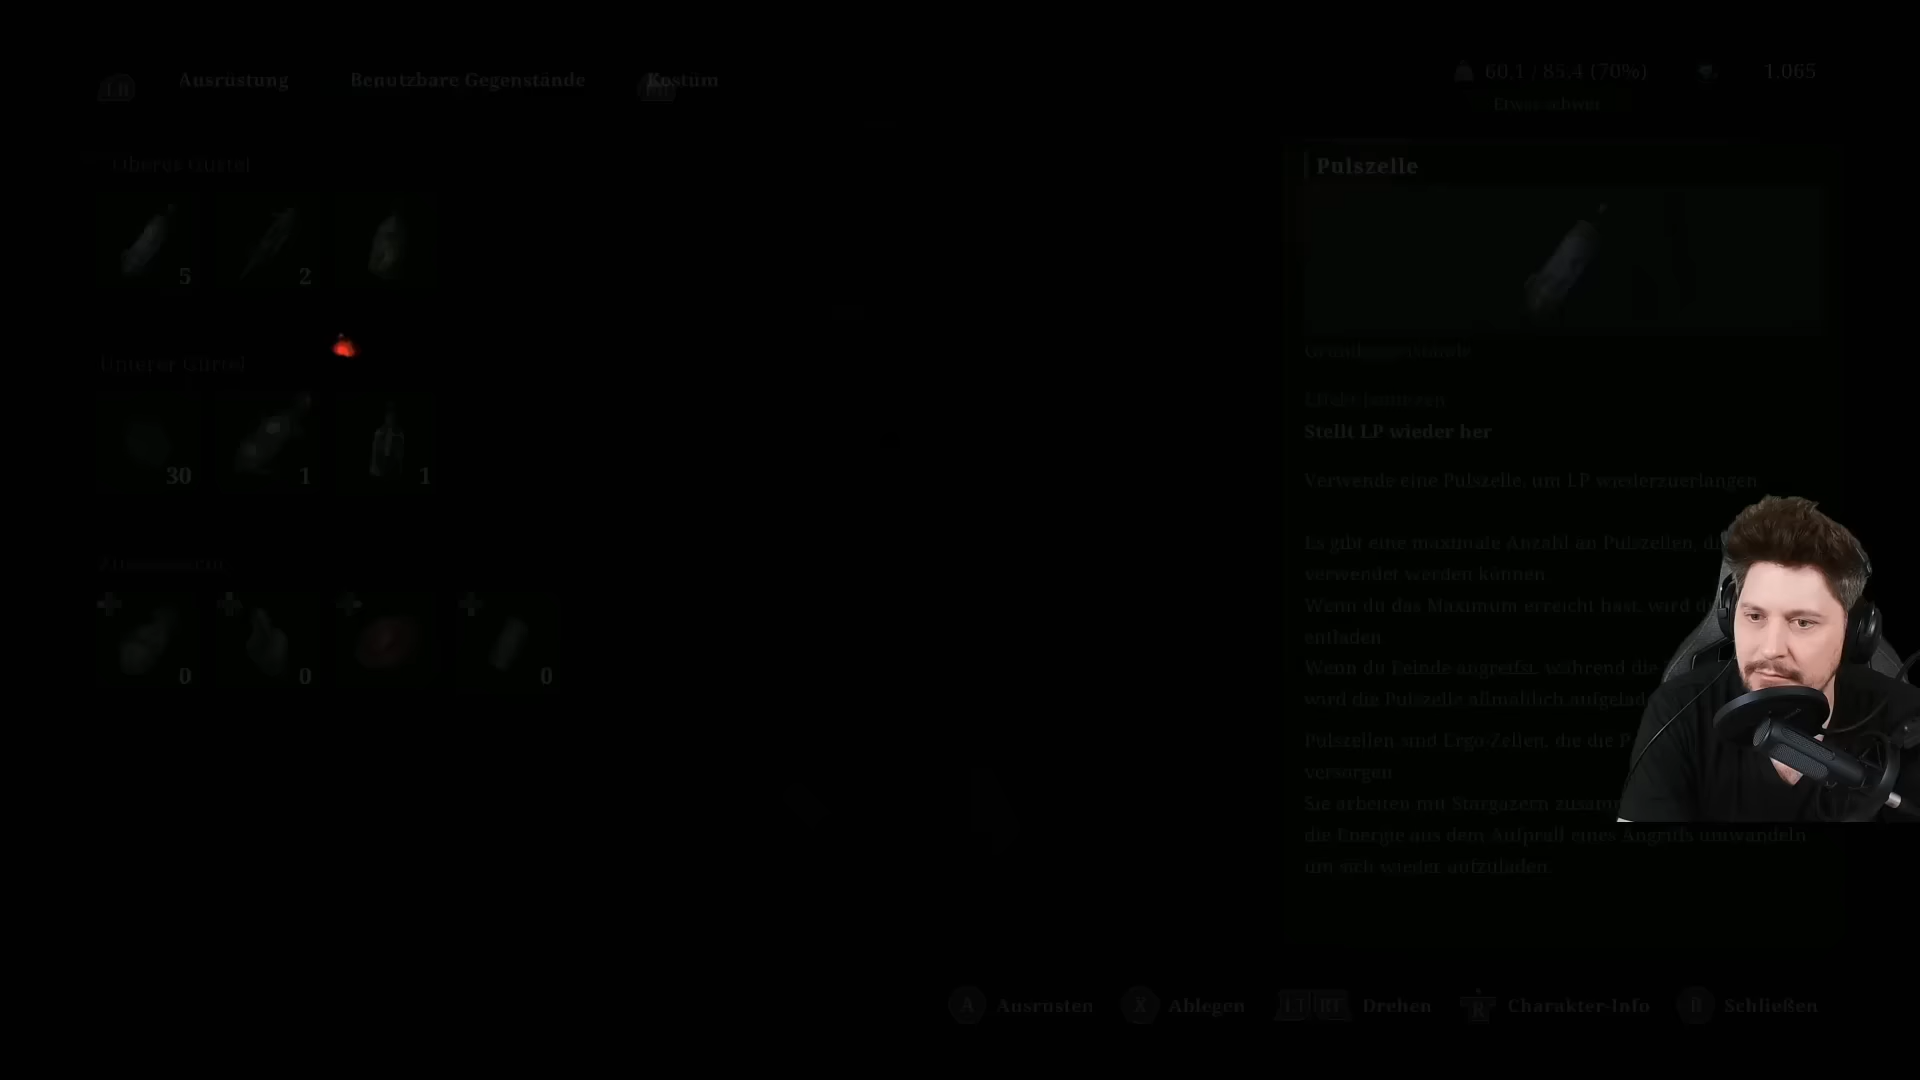 LB Ausrüstung Benutzbare Gegenstände Kostüm
60,1 / 85,4 (70%) 1.065
Etwas schwer
Oberer Gürtel
5 2
Unterer Gürtel
30 1 1
0 0 0
Pulszelle
Stellt LP wieder her
Verwende eine Pulszelle, um LP wiederzuerlangen.
Es gibt eine maximale Anzahl an Pulszellen, di
verwendet werden können.
Wenn du das Maximum erreicht hast, wird d
entladen.
Wenn du Feinde angreifst, während die
wird die Pulszelle allmählich aufgelad
Pulszellen sind Ergo-Zellen, die die P
versorgen.
Sie arbeiten mit Stargazern zusam
die Energie aus dem Aufprall eines Angriffs umwandeln
um sich wieder aufzuladen.
A Ausrüsten X Ablegen LT RT Drehen R Charakter-Info B Schließen